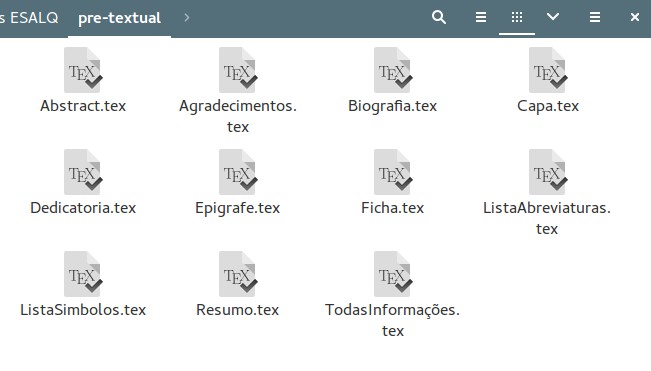 s ESALQ pre-textual
TEX TEX TEX TEX
Abstract.tex Agradecimentos. Biografia.tex Capa.tex
tex
TEX TEX TEX TEX
Dedicatoria.tex Epigrafe.tex Ficha.tex ListaAbreviaturas.
tex
TEX TEX TEX
ListaSimbolos.tex Resumo.tex TodasInformações.
tex